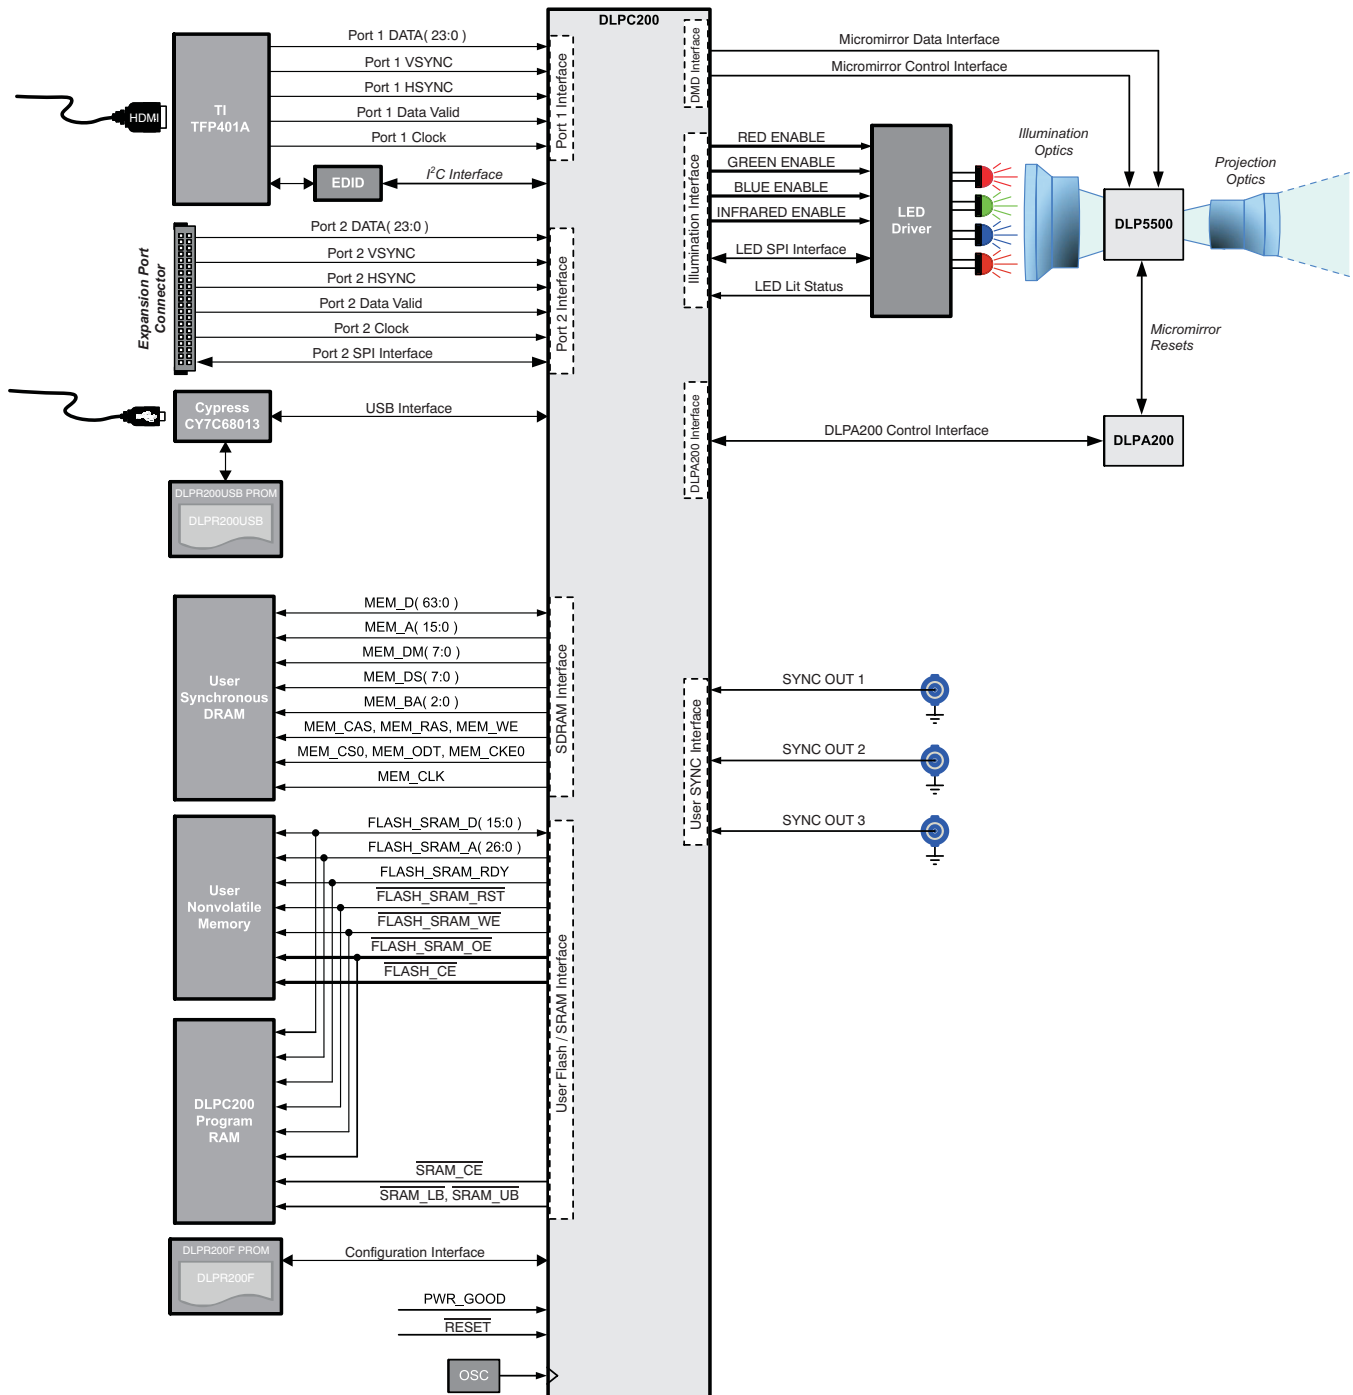 DLPC200
Port 1 DATA( 23:0 )
Port 1 VSYNC
Port 1 HSYNC
Port 1 Data Valid
Port 1 Clock
I²C Interface
HDMI
TI
TFP401A
EDID
Port 1 Interface
Expansion Port
Connector
Port 2 DATA( 23:0 )
Port 2 VSYNC
Port 2 HSYNC
Port 2 Data Valid
Port 2 Clock
Port 2 SPI Interface
Port 2 Interface
Cypress
CY7C68013
USB Interface
DLPR200USB PROM
DLPR200USB
User
Synchronous
DRAM
MEM_D( 63:0 )
MEM_A( 15:0 )
MEM_DM( 7:0 )
MEM_DS( 7:0 )
MEM_BA( 2:0 )
MEM_CAS, MEM_RAS, MEM_WE
MEM_CS0, MEM_ODT, MEM_CKE0
MEM_CLK
SDRAM Interface
User
Nonvolatile
Memory
FLASH_SRAM_D( 15:0 )
FLASH_SRAM_A( 26:0 )
FLASH_SRAM_RDY
FLASH_SRAM_RST
FLASH_SRAM_WE
FLASH_SRAM_OE
FLASH_CE
User Flash / SRAM Interface
DLPC200
Program
RAM
SRAM_CE
SRAM_LB, SRAM_UB
DLPR200F PROM
DLPR200F
Configuration Interface
PWR_GOOD
RESET
OSC
DMD Interface
Micromirror Data Interface
Micromirror Control Interface
Illumination Interface
RED ENABLE
GREEN ENABLE
BLUE ENABLE
INFRARED ENABLE
LED SPI Interface
LED Lit Status
LED
Driver
Illumination
Optics
DLP5500
Projection
Optics
Micromirror
Resets
DLPA200 Interface
DLPA200 Control Interface
DLPA200
User SYNC Interface
SYNC OUT 1
SYNC OUT 2
SYNC OUT 3